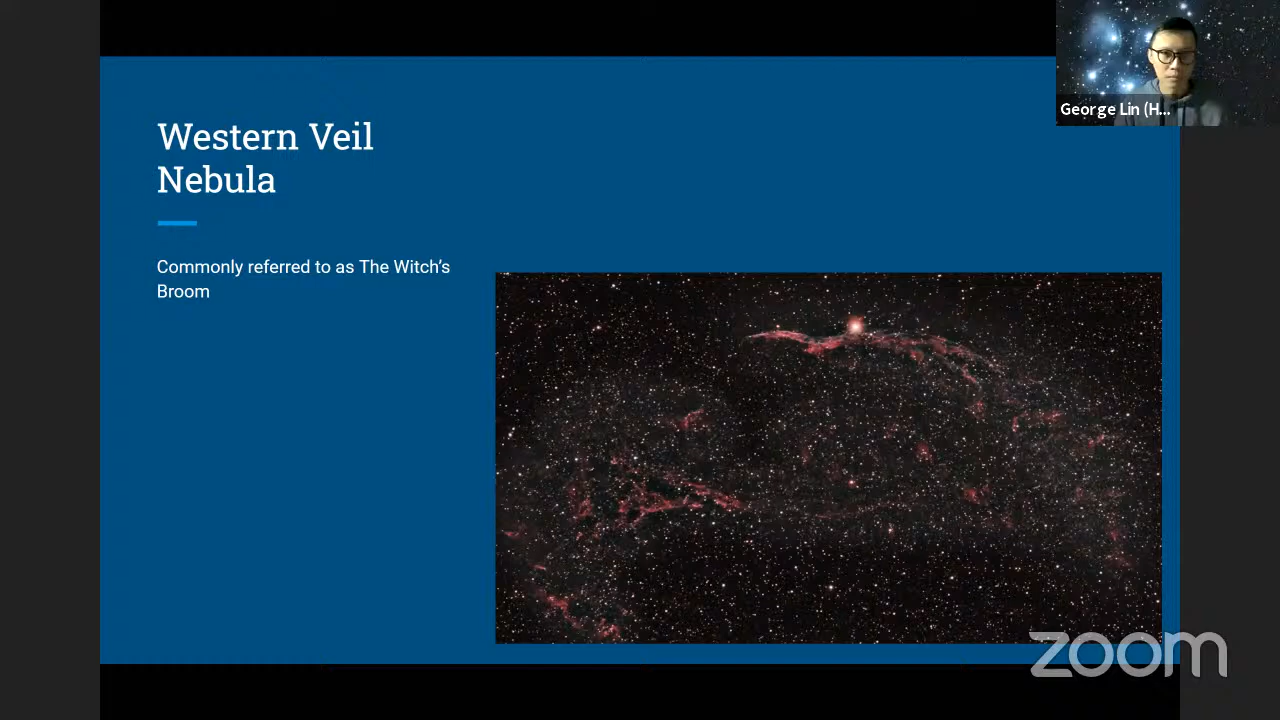 Western Veil
Nebula
Commonly referred to as The Witch's
Broom
George Lin (H...
zoom